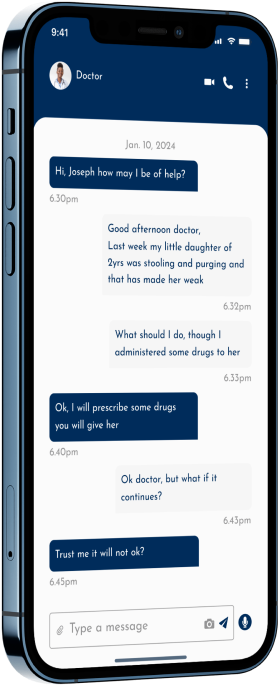 9:41
Doctor
Jan. 10, 2024
Hi, Joseph how may I be of help?
6.30pm
Good afternoon doctor,
Last week my little daughter of
2yrs was stooling and purging and
that has made her weak
6.32pm
What should I do, though I
administered some drugs to her
6.33pm
Ok, I will prescribe some drugs
you will give her
6.40pm
Ok doctor, but what if it
continues?
6.43pm
Trust me it will not ok?
6.45pm
Type a message